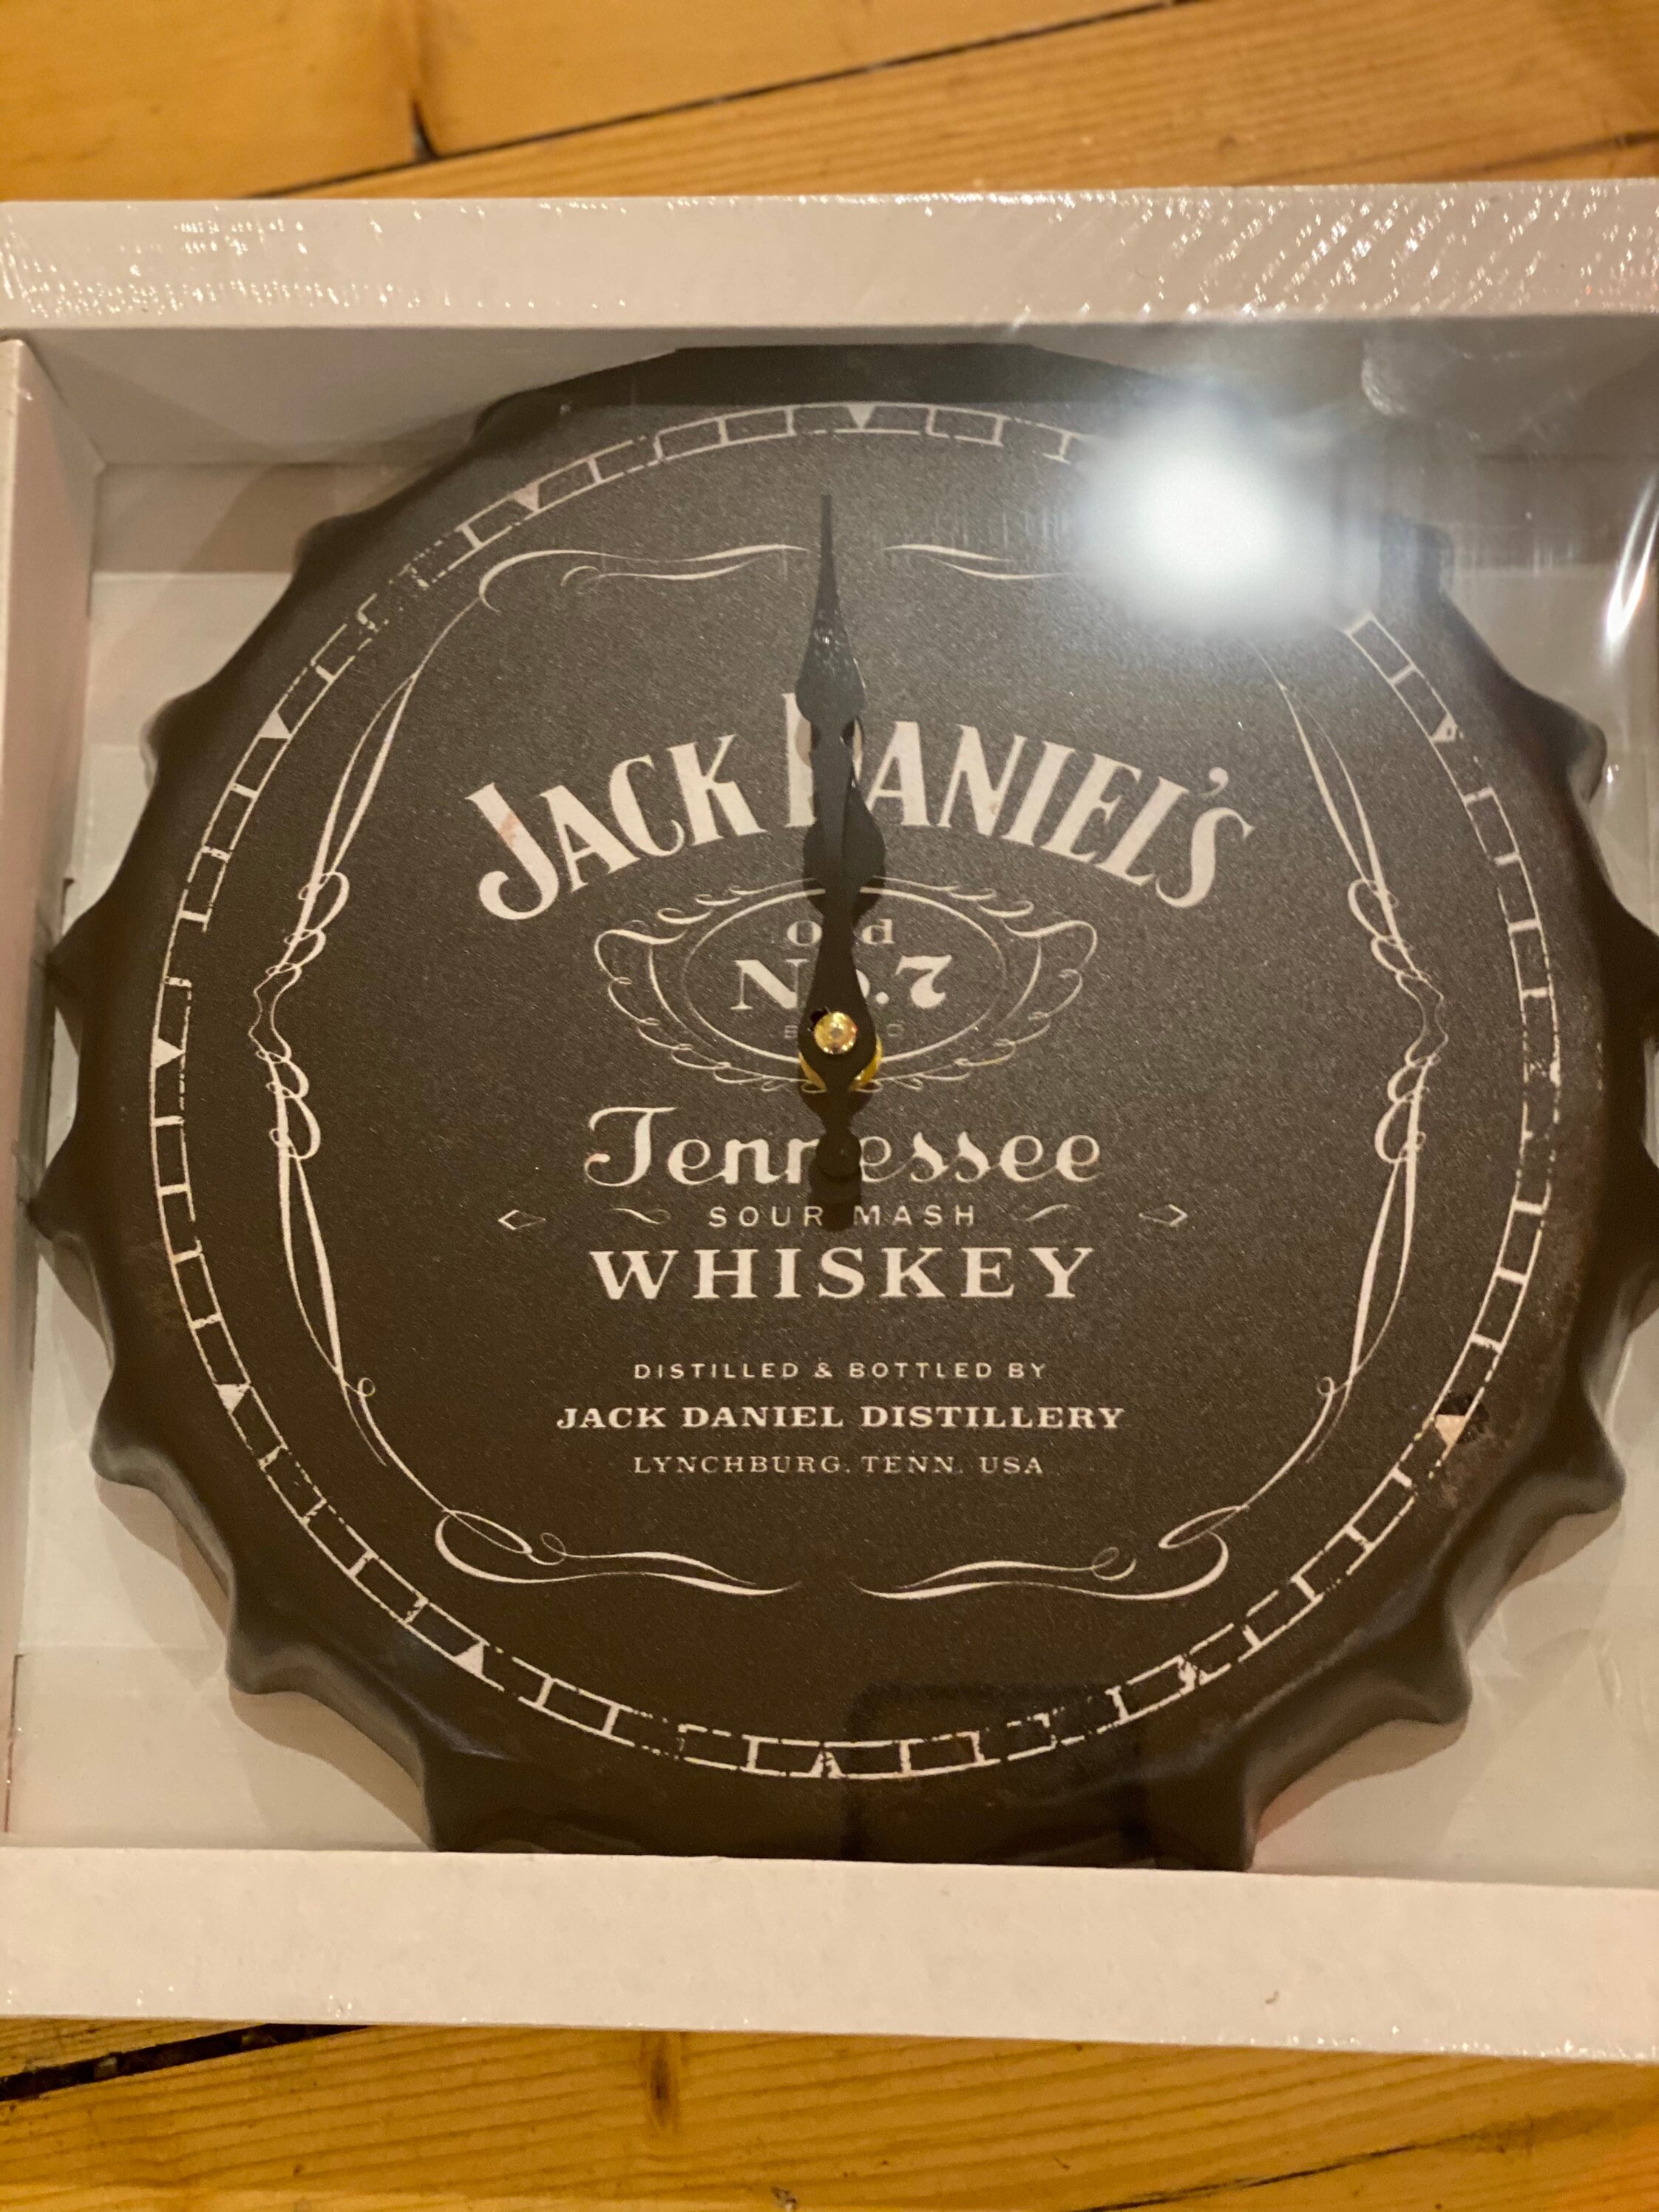 JACK DANIEL'S
Old
No.7
Tennessee
SOUR MASH
WHISKEY
DISTILLED & BOTTLED BY
JACK DANIEL DISTILLERY
LYNCHBURG, TENN. USA